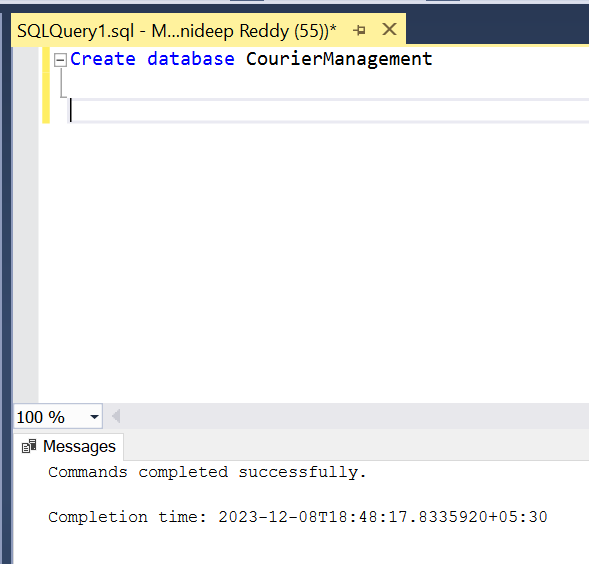 SQLQuery1.sql - M...nideep Reddy (55))*
Create database CourierManagement
100 %
Messages
Commands completed successfully.
Completion time: 2023-12-08T18:48:17.8335920+05:30